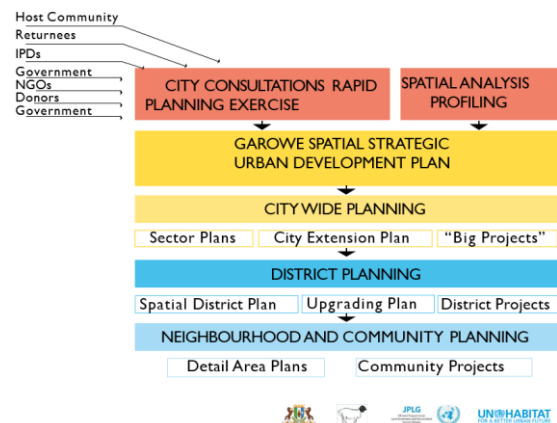 Host Community
Returnees
IPDs
Government
NGOs
Donors
Government
CITY CONSULTATIONS RAPID
PLANNING EXERCISE
SPATIAL ANALYSIS
PROFILING
GAROWE SPATIAL STRATEGIC
URBAN DEVELOPMENT PLAN
CITY WIDE PLANNING
Sector Plans
City Extension Plan
“Big Projects”
DISTRICT PLANNING
Spatial District Plan
Upgrading Plan
District Projects
NEIGHBOURHOOD AND COMMUNITY PLANNING
Detail Area Plans
Community Projects
JPLG
UN HABITAT
FOR A BETTER URBAN FUTURE